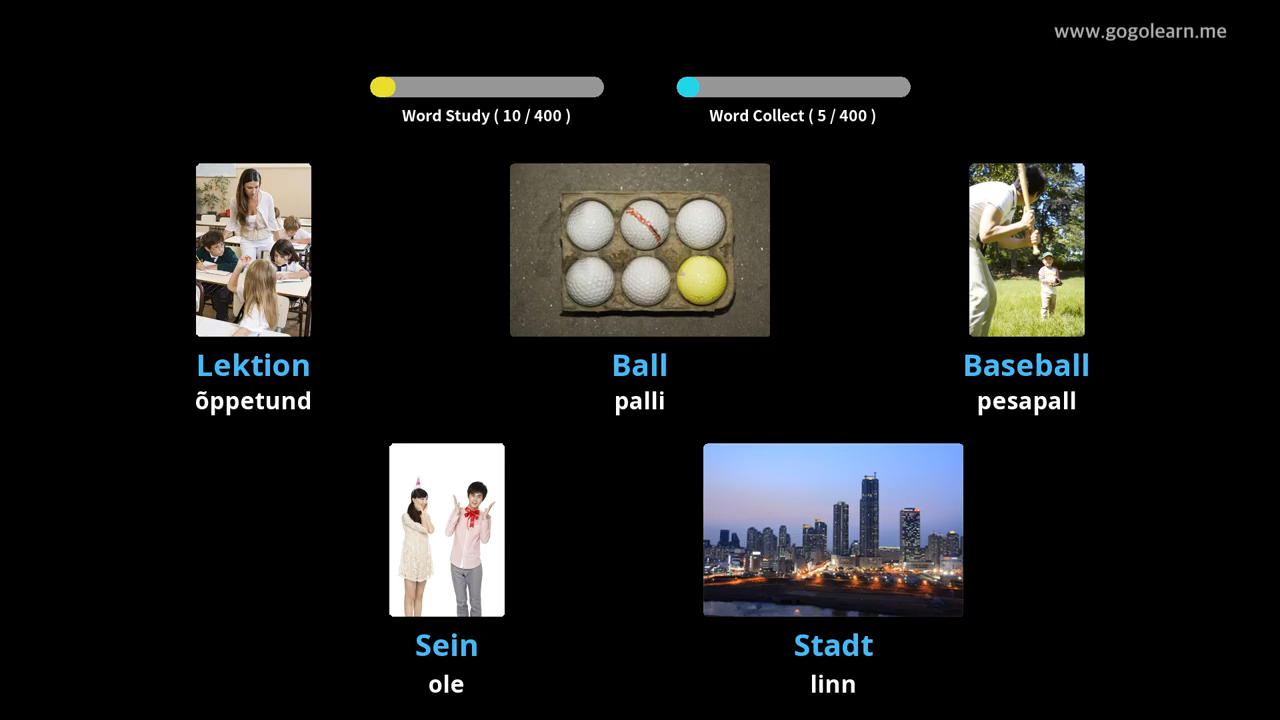 www.gogolearn.me
Word Study ( 10 / 400 )
Word Collect ( 5 / 400 )
Lektion
õppetund
Ball
palli
Baseball
pesapall
Sein
ole
Stadt
linn